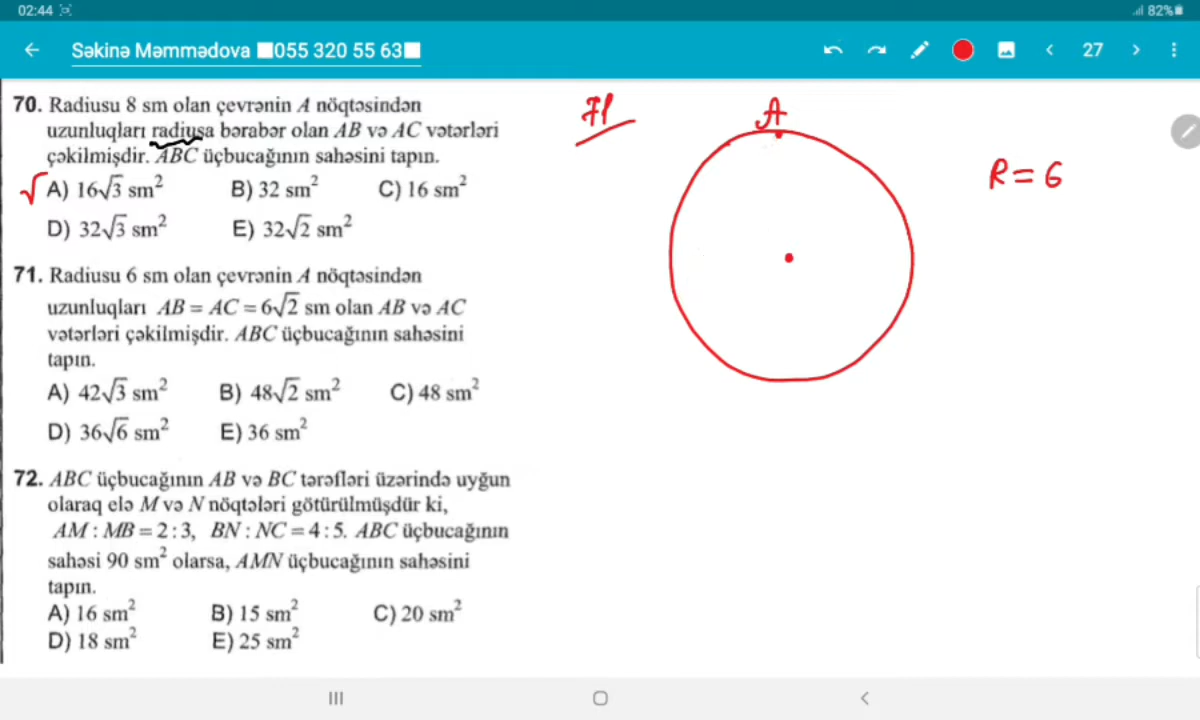 02:44
82%
Səkinə Məmmədova 055 320 55 63
27
70. Radiusu 8 sm olan çevrənin A nöqtəsindən
uzunluqları radiusa bərabər olan AB və AC vətərləri
çəkilmişdir. ABC üçbucağının sahəsini tapın.
A) 16√3 sm² B) 32 sm² C) 16 sm²
D) 32√3 sm² E) 32√2 sm²
71. Radiusu 6 sm olan çevrənin A nöqtəsindən
uzunluqları AB = AC = 6√2 sm olan AB və AC
vətərləri çəkilmişdir. ABC üçbucağının sahəsini
tapın.
A) 42√3 sm² B) 48√2 sm² C) 48 sm²
D) 36√6 sm² E) 36 sm²
72. ABC üçbucağının AB və BC tərəfləri üzərində uyğun
olaraq elə M və N nöqtələri götürülmüşdür ki,
AM : MB = 2 : 3, BN : NC = 4 : 5. ABC üçbucağının
sahəsi 90 sm² olarsa, AMN üçbucağının sahəsini
tapın.
A) 16 sm² B) 15 sm² C) 20 sm²
D) 18 sm² E) 25 sm²
71
A
R = 6